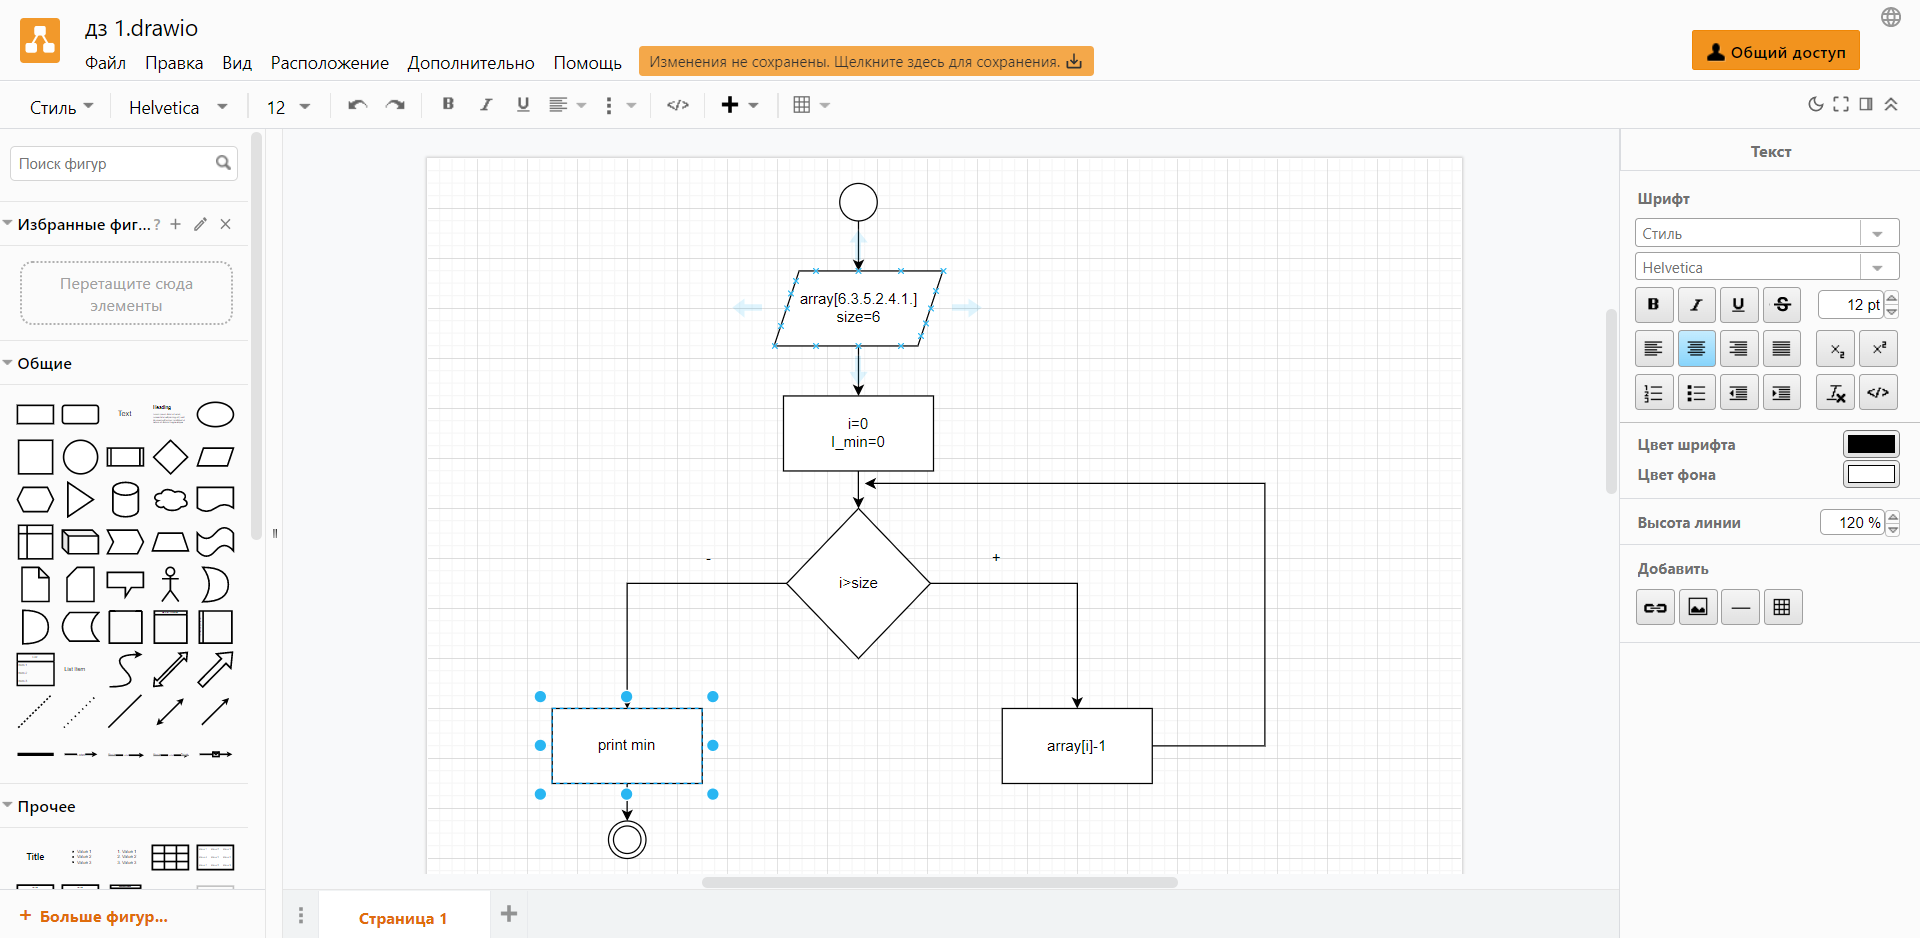 дз 1.drawio
Файл Правка Вид Расположение Дополнительно Помощь
Изменения не сохранены. Щелкните здесь для сохранения.
Общий доступ
Стиль Helvetica 12 B I U </>
Поиск фигур
Избранные фиг... ?
Перетащите сюда
элементы
Общие
Text
Heading
List Item
Прочее
Title
+ Больше фигур...
array[6.3.5.2.4.1.]
size=6
i=0
I_min=0
-
+
i>size
print min
array[i]-1
Страница 1
Текст
Шрифт
Стиль
Helvetica
B I U S 12 pt
Цвет шрифта
Цвет фона
Высота линии 120 %
Добавить